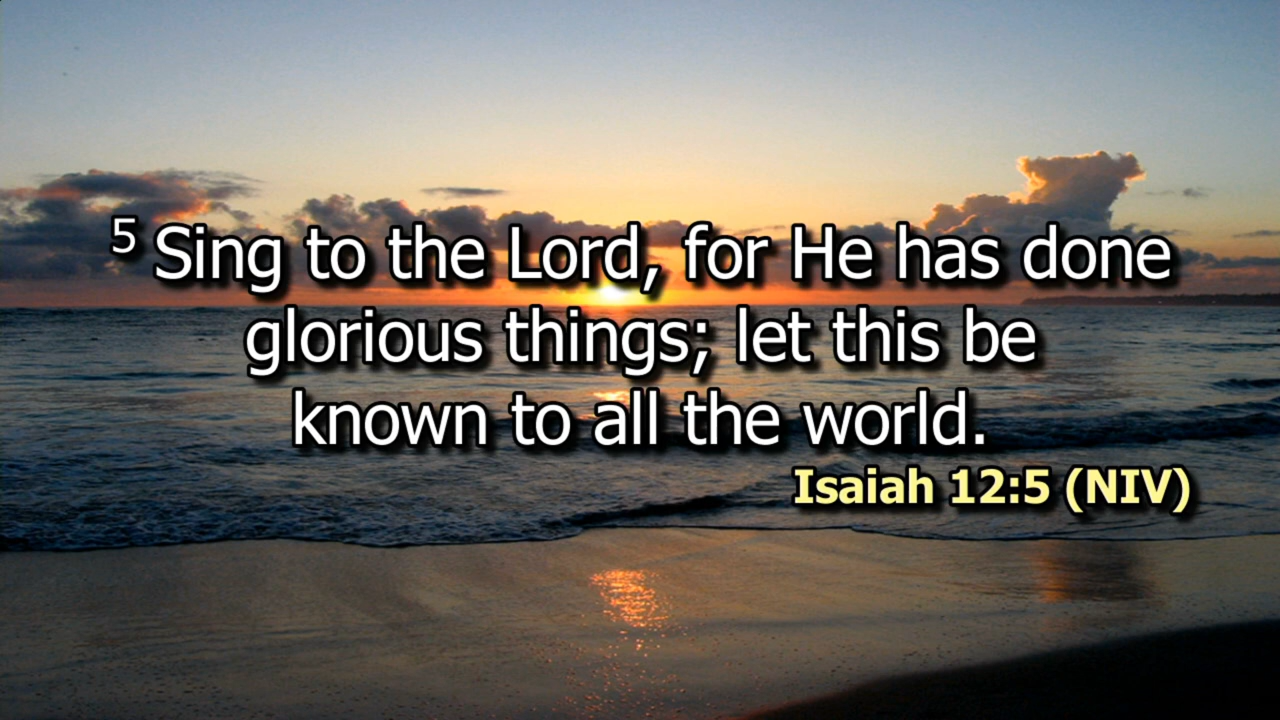 5 Sing to the Lord, for He has done
glorious things; let this be
known to all the world.
Isaiah 12:5 (NIV)